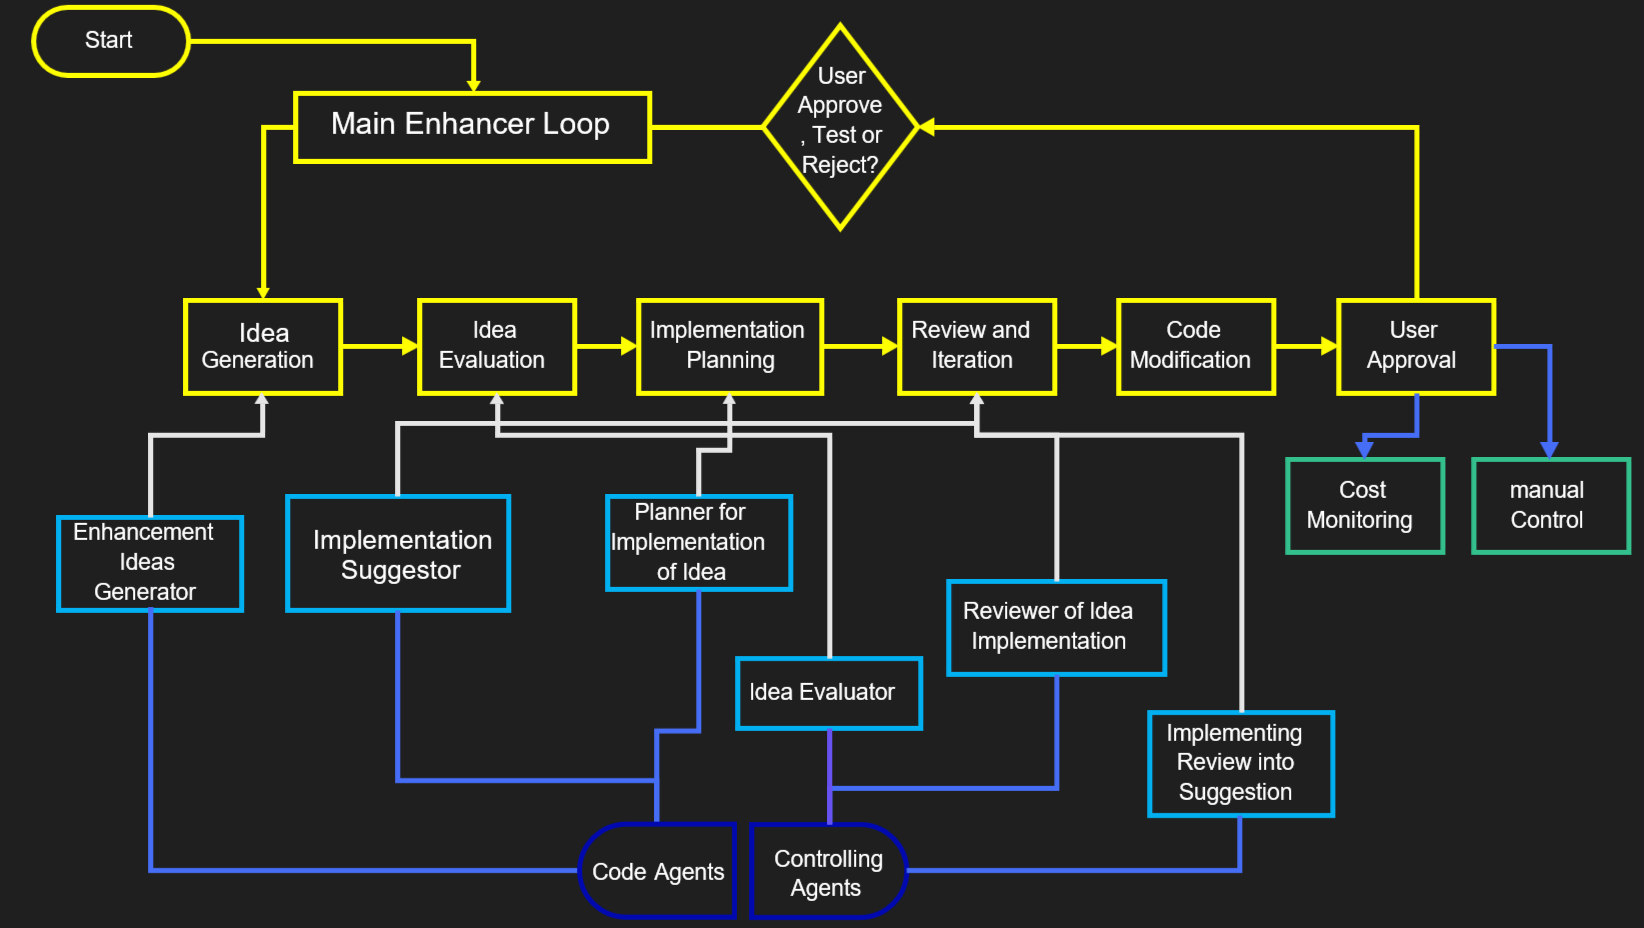 Start
Main Enhancer Loop
User
Approve
, Test or
Reject?
Idea
Generation
Idea
Evaluation
Implementation
Planning
Review and
Iteration
Code
Modification
User
Approval
Cost
Monitoring
manual
Control
Enhancement
Ideas
Generator
Implementation
Suggestor
Planner for
Implementation
of Idea
Idea Evaluator
Reviewer of Idea
Implementation
Implementing
Review into
Suggestion
Code Agents
Controlling
Agents